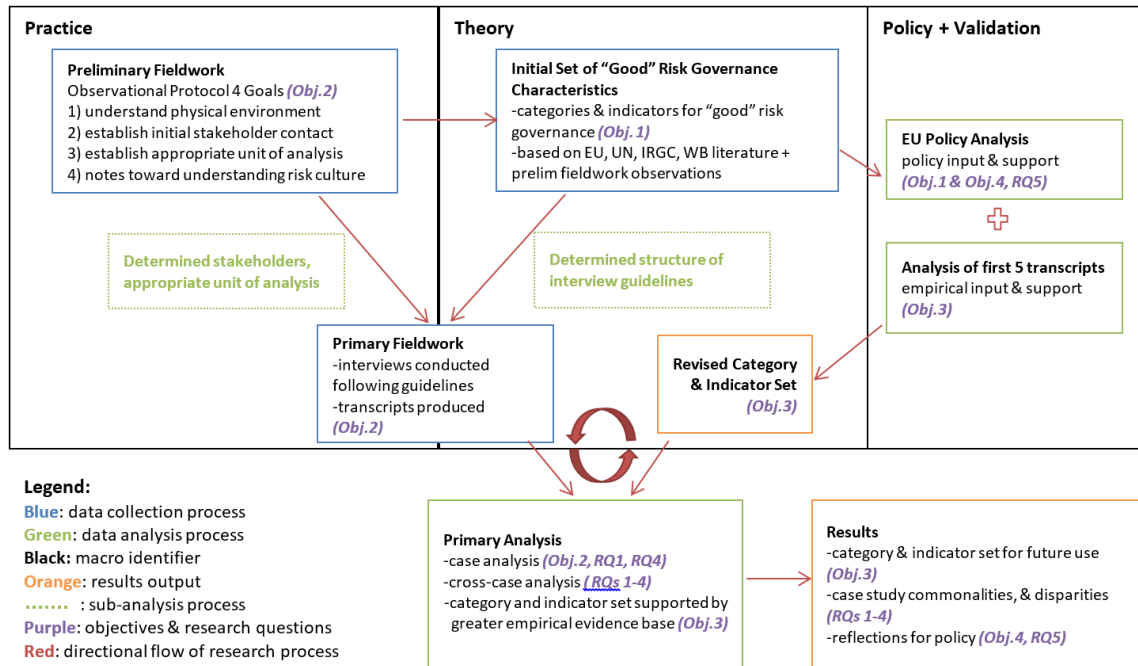 Practice
Theory
Policy + Validation
Preliminary Fieldwork
Observational Protocol 4 Goals (Obj.2)
1) understand physical environment
2) establish initial stakeholder contact
3) establish appropriate unit of analysis
4) notes toward understanding risk culture
Initial Set of “Good” Risk Governance
Characteristics
-categories & indicators for “good” risk
governance (Obj.1)
-based on EU, UN, IRGC, WB literature +
prelim fieldwork observations
EU Policy Analysis
policy input & support
(Obj.1 & Obj.4, RQ5)
Determined stakeholders,
appropriate unit of analysis
Determined structure of
interview guidelines
Analysis of first 5 transcripts
empirical input & support
(Obj.3)
Primary Fieldwork
-interviews conducted
following guidelines
-transcripts produced
(Obj.2)
Revised Category
& Indicator Set
(Obj.3)
Legend:
Blue: data collection process
Green: data analysis process
Black: macro identifier
Orange: results output
....... : sub-analysis process
Purple: objectives & research questions
Red: directional flow of research process
Primary Analysis
-case analysis (Obj.2, RQ1, RQ4)
-cross-case analysis ( RQs 1-4)
-category and indicator set supported by
greater empirical evidence base (Obj.3)
Results
-category & indicator set for future use
(Obj.3)
-case study commonalities, & disparities
(RQs 1-4)
-reflections for policy (Obj.4, RQ5)